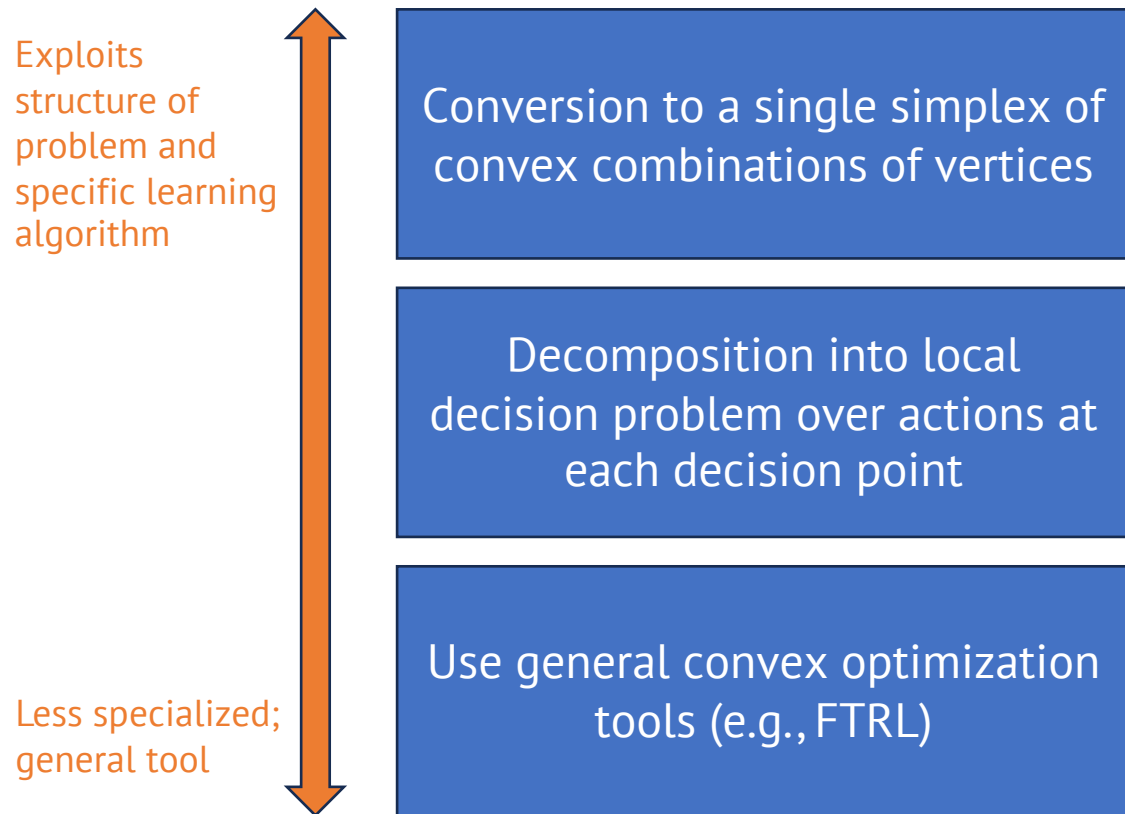 Exploits
structure of
problem and
specific learning
algorithm
Conversion to a single simplex of
convex combinations of vertices
Decomposition into local
decision problem over actions at
each decision point
Less specialized;
general tool
Use general convex optimization
tools (e.g., FTRL)